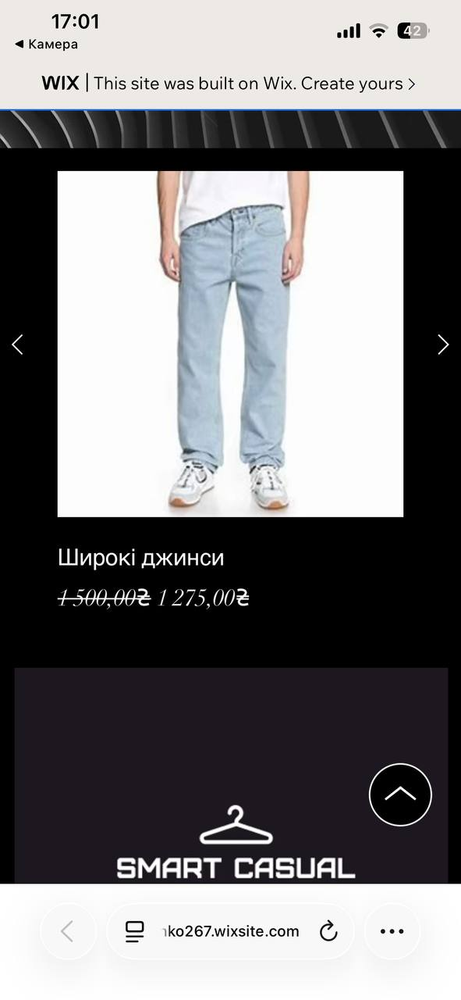 17:01
42
◀ Камера
WIX | This site was built on Wix. Create yours >
Широкі джинси
1 500,00₴ 1 275,00₴
SMART CASUAL
ko267.wixsite.com